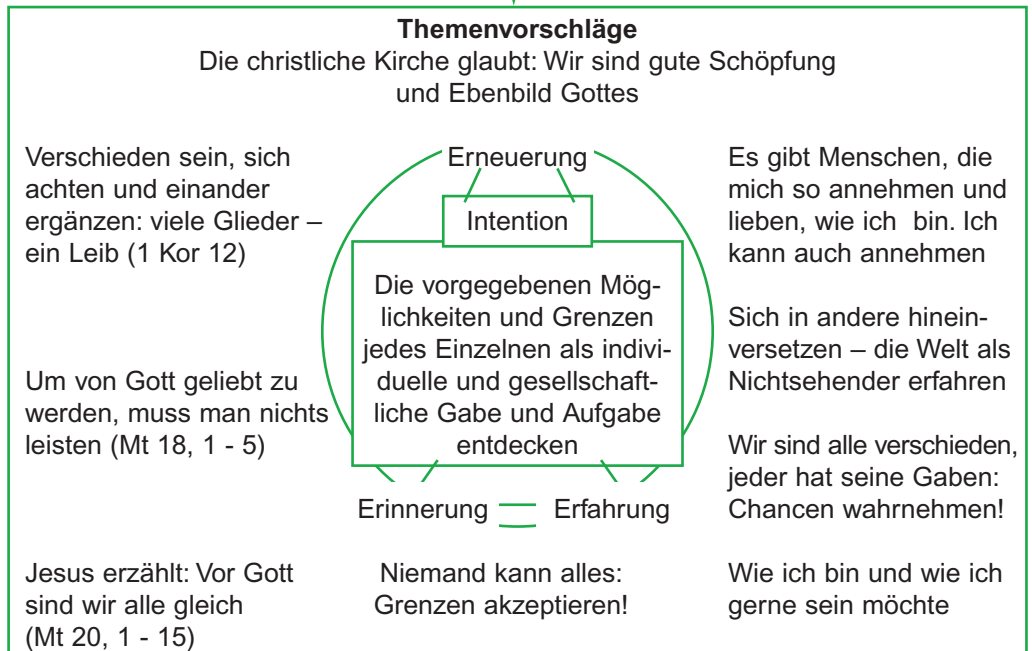 Themenvorschläge
Die christliche Kirche glaubt: Wir sind gute Schöpfung
und Ebenbild Gottes
Verschieden sein, sich
achten und einander
ergänzen: viele Glieder –
ein Leib (1 Kor 12)
Um von Gott geliebt zu
werden, muss man nichts
leisten (Mt 18, 1 - 5)
Jesus erzählt: Vor Gott
sind wir alle gleich
(Mt 20, 1 - 15)
Erneuerung
Intention
Die vorgegebenen Mög-
lichkeiten und Grenzen
jedes Einzelnen als indivi-
duelle und gesellschaft-
liche Gabe und Aufgabe
entdecken
Erinnerung
Erfahrung
Niemand kann alles:
Grenzen akzeptieren!
Es gibt Menschen, die
mich so annehmen und
lieben, wie ich bin. Ich
kann auch annehmen
Sich in andere hinein-
versetzen – die Welt als
Nichtsehender erfahren
Wir sind alle verschieden,
jeder hat seine Gaben:
Chancen wahrnehmen!
Wie ich bin und wie ich
gerne sein möchte